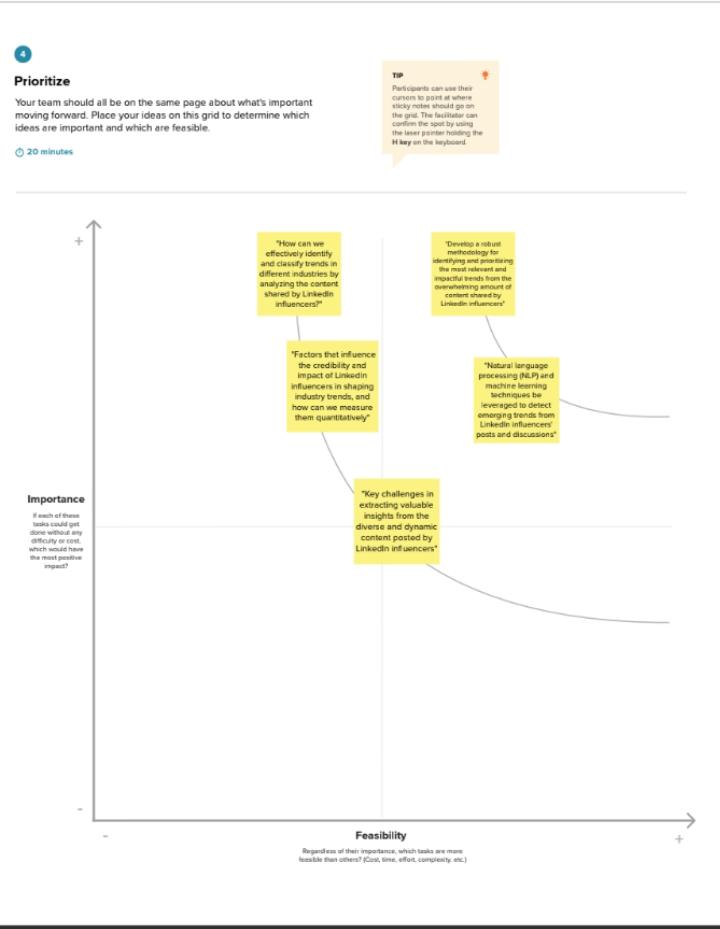 4
Prioritize
Your team should all be on the same page about what's important
moving forward. Place your ideas on this grid to determine which
ideas are important and which are feasible.
20 minutes
TIP
Participants can use their
cursors to point at where
sticky notes should go on
the grid. The facilitator can
confirm the spot by using
the laser pointer holding the
H key on the keyboard.
+
"How can we
effectively identify
and classify trends in
different industries by
analyzing the content
shared by LinkedIn
influencers?"
"Develop a robust
methodology for
identifying and prioritizing
the most relevant and
impactful trends from the
overwhelming amount of
content shared by
LinkedIn influencers"
"Factors that influence
the credibility and
impact of LinkedIn
influencers in shaping
industry trends, and
how can we measure
them quantitatively"
"Natural language
processing (NLP) and
machine learning
techniques be
leveraged to detect
emerging trends from
LinkedIn influencers'
posts and discussions"
"Key challenges in
extracting valuable
insights from the
diverse and dynamic
content posted by
LinkedIn influencers"
Importance
If each of these
tasks could get
done without any
difficulty or cost,
which would have
the most positive
impact?
-
-
Feasibility
+
Regardless of their importance, which tasks are more
feasible than others? (Cost, time, effort, complexity, etc.)